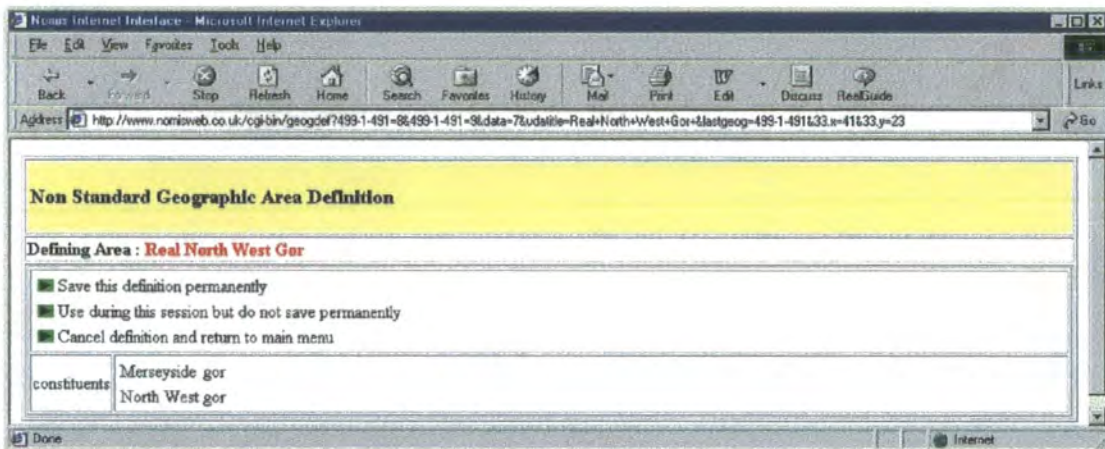 Nomis Internet Interface - Microsoft Internet Explorer
File Edit View Favorites Tools Help
Back Forward Stop Refresh Home Search Favorites History Mail Print Edit Discuss RealGuide Links
Address http://www.nomisweb.co.uk/cgi-bin/geogdef?499-1-491=8&499-1-491=9&data=7&udatitle=Real+North+West+Gor+&lastgeog=499-1-491&33.x=41&33.y=23 Go
Non Standard Geographic Area Definition
Defining Area : Real North West Gor
Save this definition permanently
Use during this session but do not save permanently
Cancel definition and return to main menu
constituents
Merseyside gor
North West gor
Done Internet